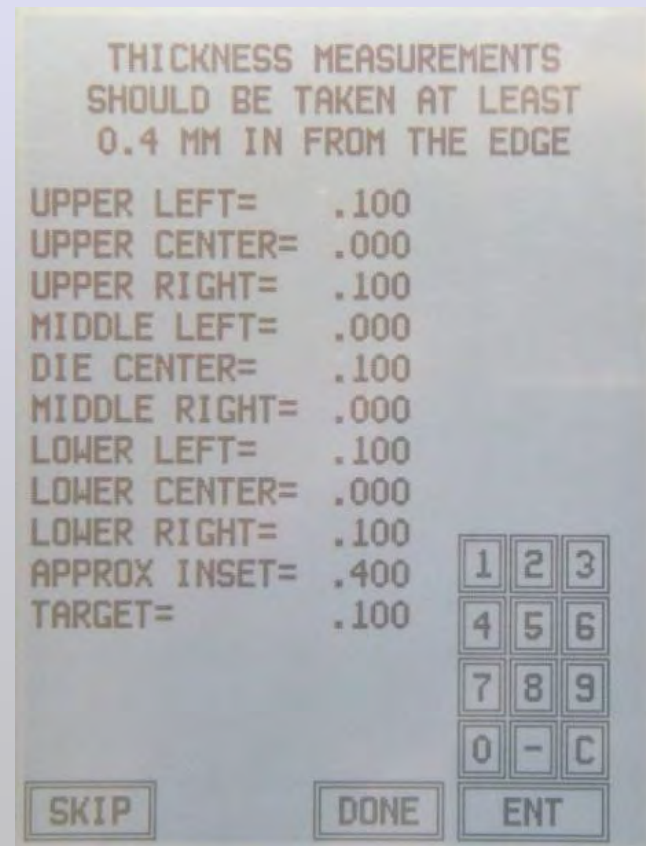 THICKNESS MEASUREMENTS
SHOULD BE TAKEN AT LEAST
0.4 MM IN FROM THE EDGE
UPPER LEFT= .100
UPPER CENTER= .000
UPPER RIGHT= .100
MIDDLE LEFT= .000
DIE CENTER= .100
MIDDLE RIGHT= .000
LOWER LEFT= .100
LOWER CENTER= .000
LOWER RIGHT= .100
APPROX INSET= .400
TARGET= .100
1 2 3
4 5 6
7 8 9
0 - C
SKIP DONE ENT